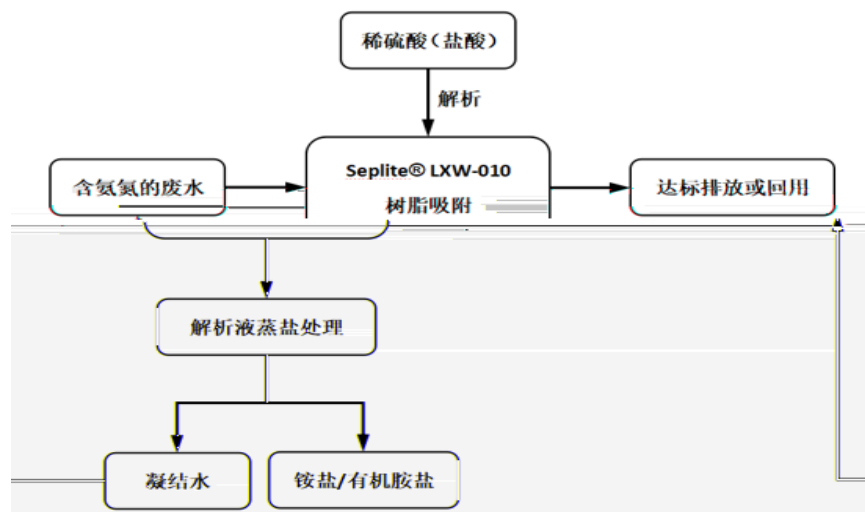 稀硫酸（盐酸）
解析
Seplite® LXW-010
含氨氮的废水
树脂吸附
达标排放或回用
解析液蒸盐处理
凝结水
铵盐/有机胺盐